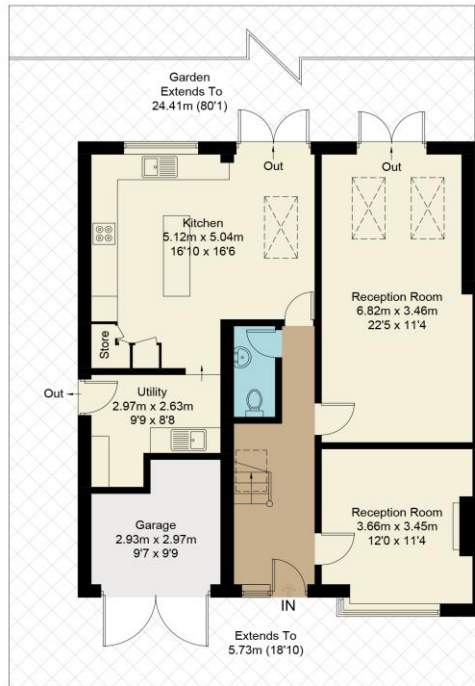 Garden
Extends To
24.41m (80'1)
Out
Out
Kitchen
5.12m x 5.04m
16'10 x 16'6
Reception Room
6.82m x 3.46m
22'5 x 11'4
Store
Out
Utility
2.97m x 2.63m
9'9 x 8'8
Garage
2.93m x 2.97m
9'7 x 9'9
Reception Room
3.66m x 3.45m
12'0 x 11'4
IN
Extends To
5.73m (18'10)